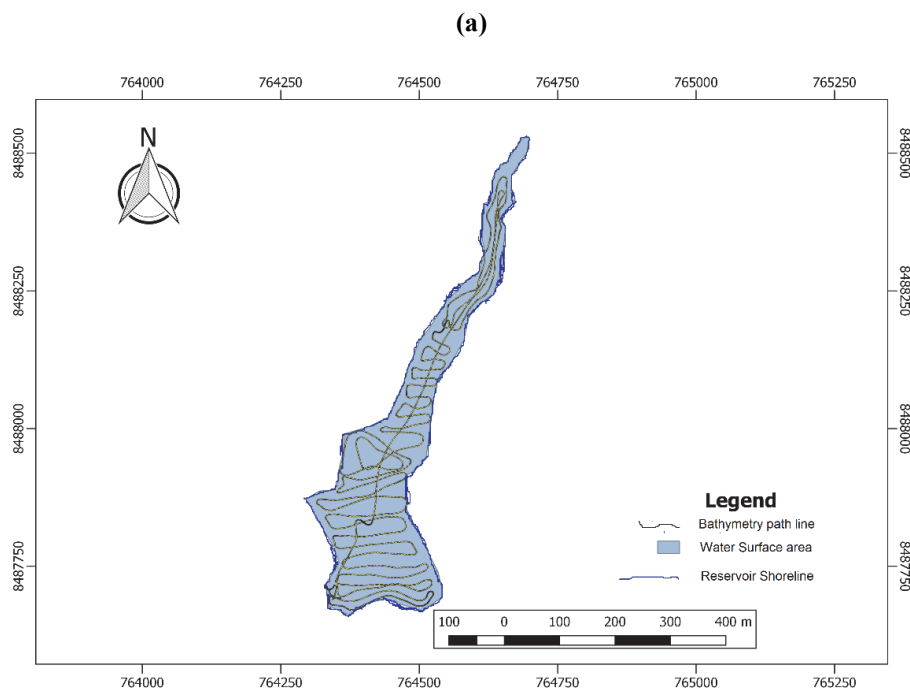 (a)
764000 764250 764500 764750 765000 765250
N
8488500 8488500
8488250 8488250
8488000 8488000
8487750 8487750
Legend
Bathymetry path line
Water Surface area
Reservoir Shoreline
100 0 100 200 300 400 m
764000 764250 764500 764750 765000 765250